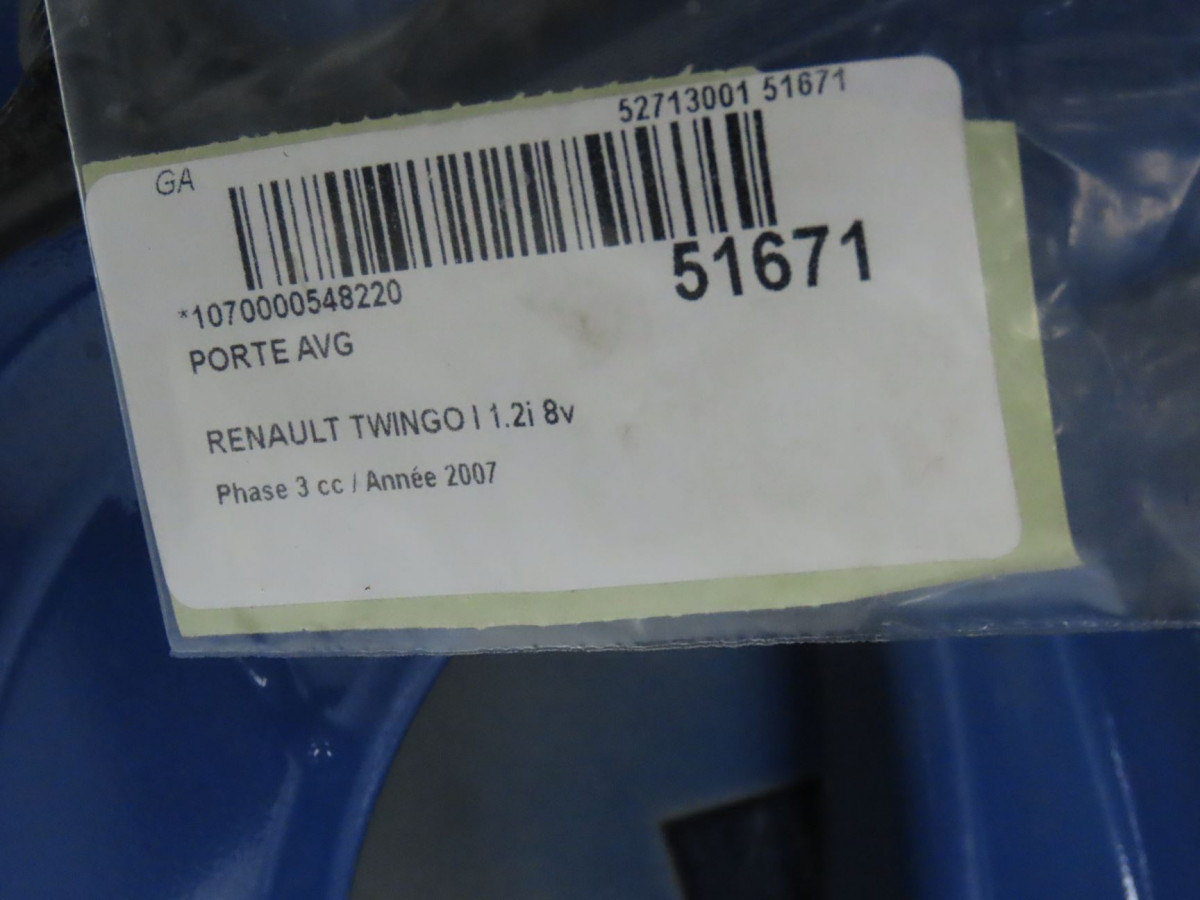 52713001 51671
GA
51671
*1070000548220
PORTE AVG
RENAULT TWINGO I 1.2i 8v
Phase 3 cc / Année 2007